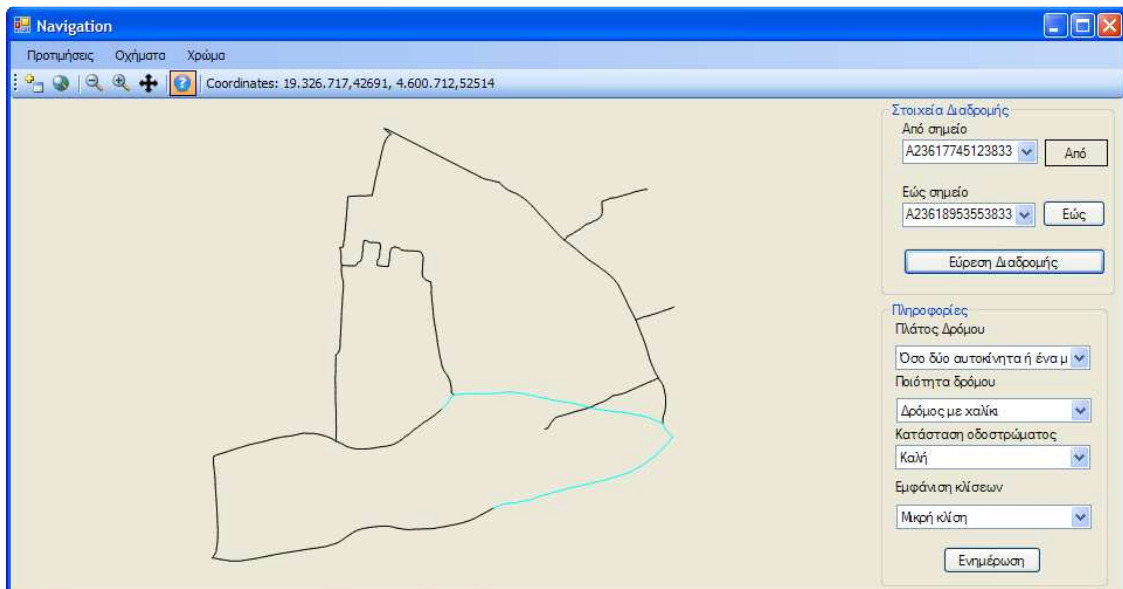 Navigation
Προτιμήσεις Οχήματα Χρώμα
Coordinates: 19.326.717,42691, 4.600.712,52514
Στοιχεία Διαδρομής
Από σημείο
A23617745123833 Από
Εώς σημείο
A23618953553833 Εώς
Εύρεση Διαδρομής
Πληροφορίες
Πλάτος Δρόμου
Όσο δύο αυτοκίνητα ή ένα μ
Ποιότητα δρόμου
Δρόμος με χαλίκι
Κατάσταση οδοστρώματος
Καλή
Εμφάνιση κλίσεων
Μικρή κλίση
Ενημέρωση